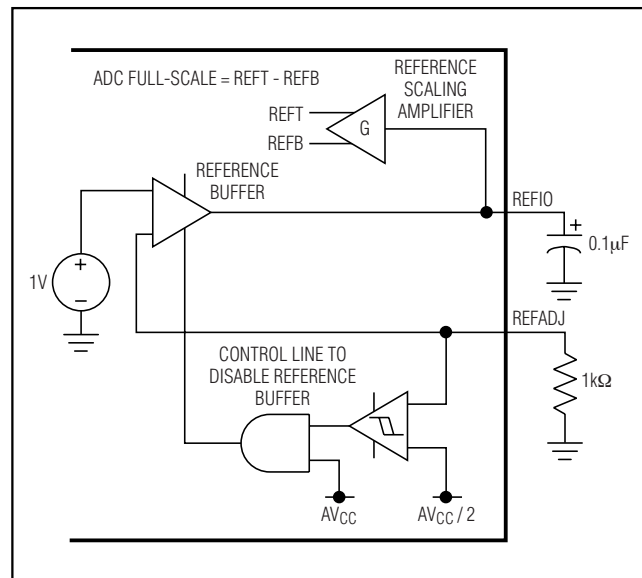 ADC FULL-SCALE = REFT - REFB
REFERENCE
SCALING
AMPLIFIER
REFT
REFB
G
REFERENCE
BUFFER
REFIO
+
0.1μF
1V
+
−
REFADJ
CONTROL LINE TO
DISABLE REFERENCE
BUFFER
1kΩ
AVCC
AVCC / 2